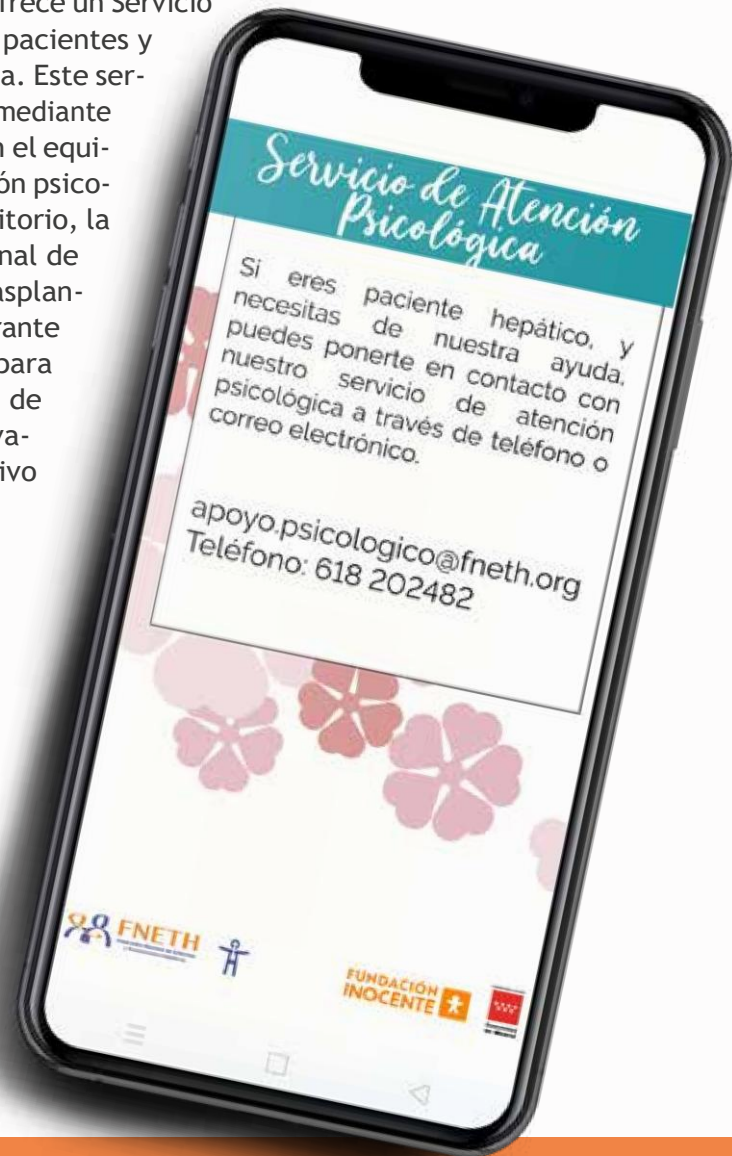 frece un Servicio
pacientes y
a. Este ser-
mediante
n el equi-
ón psico-
itorio, la
nal de
asplan-
rante
para
de
va-
ivo
Servicio de Atención
Psicológica
Si eres paciente hepático, y
necesitas de nuestra ayuda,
puedes ponerte en contacto con
nuestro servicio de atención
psicológica a través de teléfono o
correo electrónico.
apoyo.psicologico@fneth.org
Teléfono: 618 202482
FNETH
FUNDACIÓN
INOCENTE